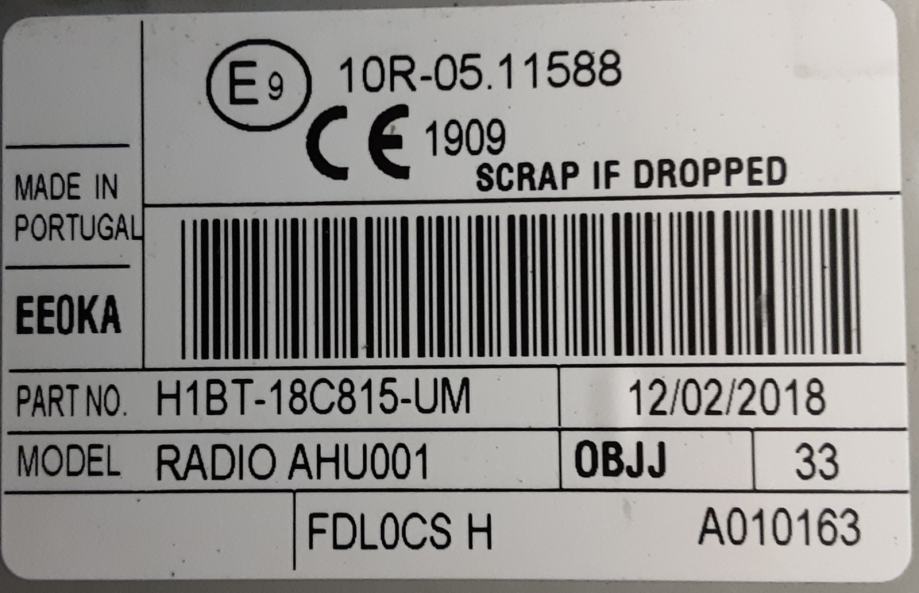 E9 10R-05.11588
CE 1909
SCRAP IF DROPPED
MADE IN
PORTUGAL
EEOKA
PART NO. H1BT-18C815-UM 12/02/2018
MODEL RADIO AHU001 OBJJ 33
FDL0CS H A010163